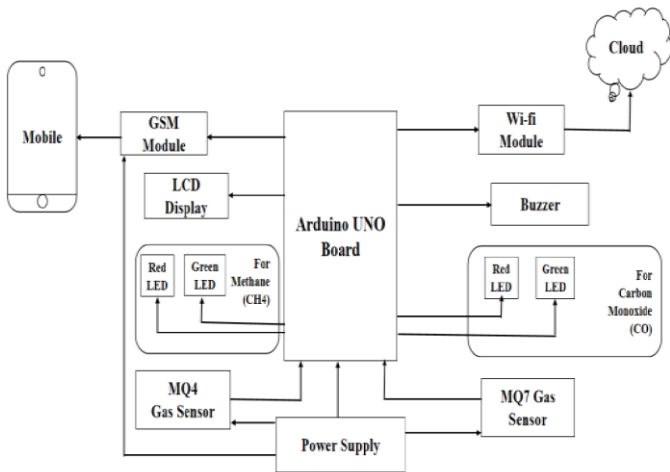 Cloud
Mobile
GSM
Module
Wi-fi
Module
LCD
Display
Arduino UNO
Board
Buzzer
Red
LED
Green
LED
For
Methane
(CH4)
Red
LED
Green
LED
For
Carbon
Monoxide
(CO)
MQ4
Gas Sensor
MQ7 Gas
Sensor
Power Supply